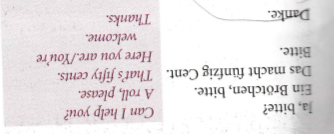 Ja, bitte?
Ein Brötchen, bitte.
Das macht fünfzig Cent.
Bitte.
Danke.
Can I help you?
A roll, please.
That's fifty cents.
Here you are./You're
welcome.
Thanks.